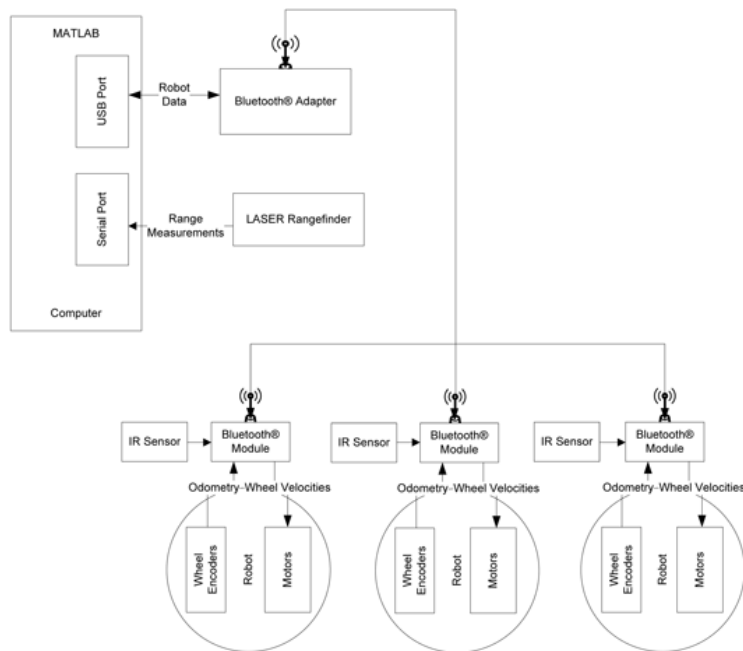 MATLAB
USB Port
Robot
Data
Bluetooth® Adapter
Serial Port
Range
Measurements
LASER Rangefinder
Computer
IR Sensor
Bluetooth®
Module
IR Sensor
Bluetooth®
Module
IR Sensor
Bluetooth®
Module
Odometry
Wheel Velocities
Odometry
Wheel Velocities
Odometry
Wheel Velocities
Wheel
Encoders
Robot
Motors
Wheel
Encoders
Robot
Motors
Wheel
Encoders
Robot
Motors